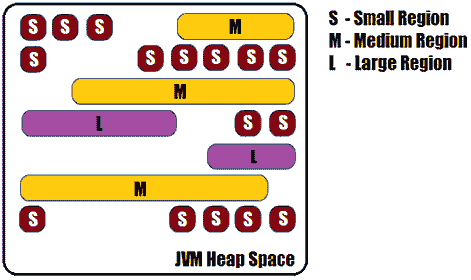 S S S M
S S S S S S
M
L S S
L
M
S S S S S
JVM Heap Space
S - Small Region
M - Medium Region
L - Large Region